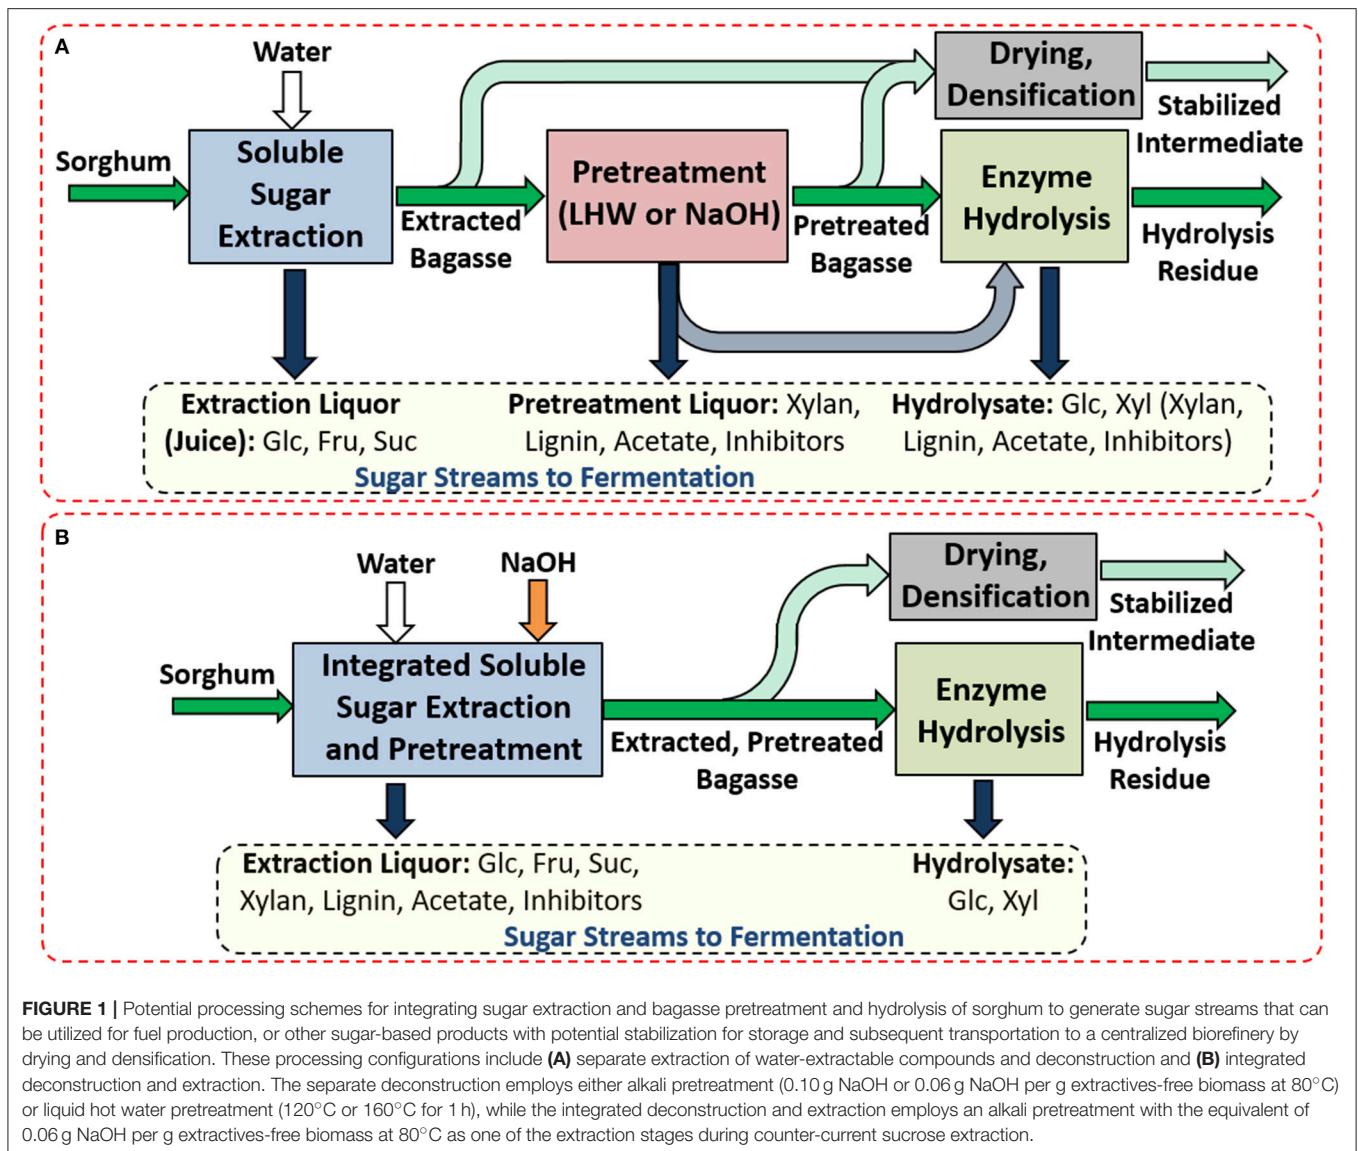 A
Water
Drying,
Densification
Stabilized
Intermediate
Sorghum
Soluble
Sugar
Extraction
Extracted
Bagasse
Pretreatment
(LHW or NaOH)
Pretreated
Bagasse
Enzyme
Hydrolysis
Hydrolysis
Residue
Extraction Liquor
(Juice): Glc, Fru, Suc
Pretreatment Liquor: Xylan,
Lignin, Acetate, Inhibitors
Hydrolysate: Glc, Xyl (Xylan,
Lignin, Acetate, Inhibitors)
Sugar Streams to Fermentation
B
Water
NaOH
Drying,
Densification
Stabilized
Intermediate
Sorghum
Integrated Soluble
Sugar Extraction
and Pretreatment
Extracted, Pretreated
Bagasse
Enzyme
Hydrolysis
Hydrolysis
Residue
Extraction Liquor: Glc, Fru, Suc,
Xylan, Lignin, Acetate, Inhibitors
Hydrolysate:
Glc, Xyl
Sugar Streams to Fermentation
FIGURE 1 | Potential processing schemes for integrating sugar extraction and bagasse pretreatment and hydrolysis of sorghum to generate sugar streams that can
be utilized for fuel production, or other sugar-based products with potential stabilization for storage and subsequent transportation to a centralized biorefinery by
drying and densification. These processing configurations include (A) separate extraction of water-extractable compounds and deconstruction and (B) integrated
deconstruction and extraction. The separate deconstruction employs either alkali pretreatment (0.10 g NaOH or 0.06 g NaOH per g extractives-free biomass at 80°C)
or liquid hot water pretreatment (120°C or 160°C for 1 h), while the integrated deconstruction and extraction employs an alkali pretreatment with the equivalent of
0.06 g NaOH per g extractives-free biomass at 80°C as one of the extraction stages during counter-current sucrose extraction.